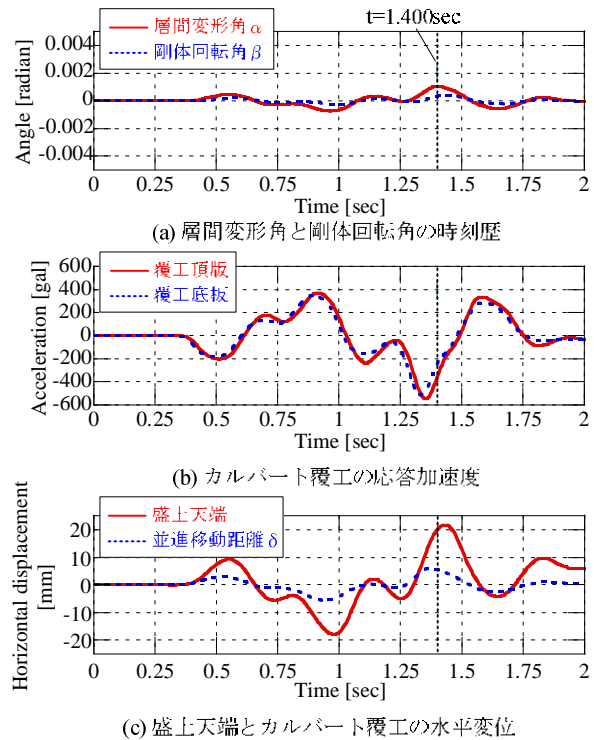 t=1.400sec
層間変形角α
剛体回転角β
0.004
0.002
0
-0.002
-0.004
Angle [radian]
0 0.25 0.5 0.75 1 1.25 1.5 1.75 2
Time [sec]
(a) 層間変形角と剛体回転角の時刻歴
覆工頂版
覆工底版
600
400
200
0
-200
-400
-600
Acceleration [gal]
0 0.25 0.5 0.75 1 1.25 1.5 1.75 2
Time [sec]
(b) カルバート覆工の応答加速度
盛土天端
並進移動距離δ
20
10
0
-10
-20
Horizontal displacement
[mm]
0 0.25 0.5 0.75 1 1.25 1.5 1.75 2
Time [sec]
(c) 盛土天端とカルバート覆工の水平変位